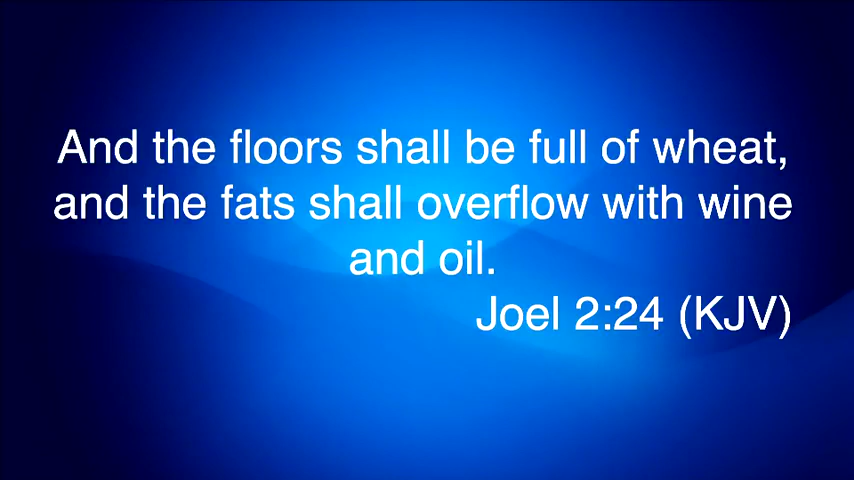 And the floors shall be full of wheat,
and the fats shall overflow with wine
and oil.
Joel 2:24 (KJV)